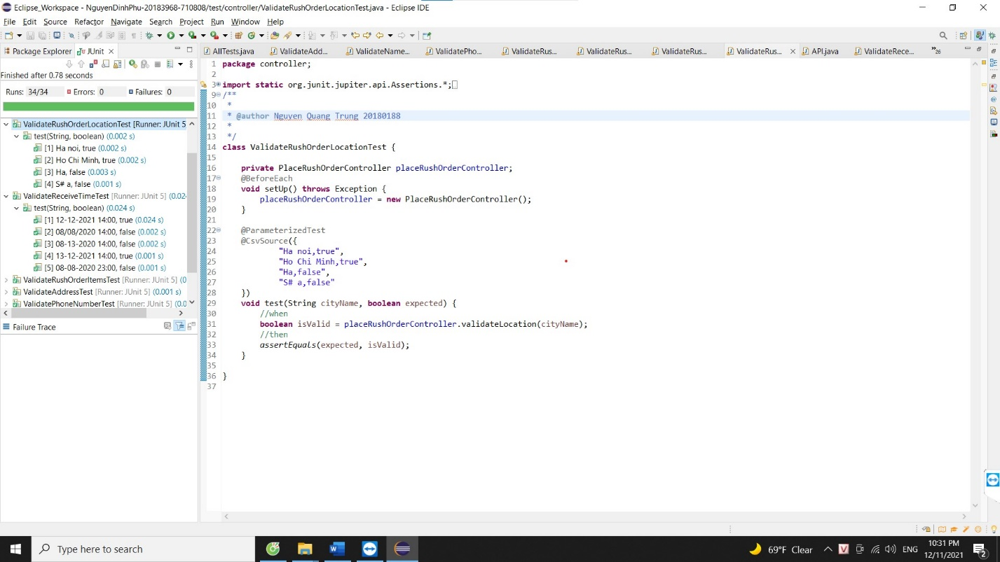 Eclipse_Workspace - NguyenDinhPhu-20183968-710808/test/controller/ValidateRushOrderLocationTest.java - Eclipse IDE
File Edit Source Refactor Navigate Search Project Run Window Help
Package Explorer JUnit
Finished after 0.78 seconds
Runs: 34/34 Errors: 0 Failures: 0
ValidateRushOrderLocationTest [Runner: JUnit 5
test(String, boolean) (0.002 s)
[1] Ha noi, true (0.002 s)
[2] Ho Chi Minh, true (0.002 s)
[3] Ha, false (0.003 s)
[4] S# a, false (0.001 s)
ValidateReceiveTimeTest [Runner: JUnit 5] (0.024
test(String, boolean) (0.024 s)
[1] 12-12-2021 14:00, true (0.024 s)
[2] 08/08/2020 14:00, false (0.002 s)
[3] 08-13-2020 14:00, false (0.002 s)
[4] 13-12-2021 14:00, true (0.001 s)
[5] 08-08-2020 23:00, false (0.001 s)
ValidateRushOrderItemsTest [Runner: JUnit 5] (0
ValidateAddressTest [Runner: JUnit 5] (0.001 s)
ValidatePhoneNumberTest [Runner: JUnit 5] (0.0
Failure Trace
AllTests.java ValidateAdd... ValidateName... ValidatePho... ValidateRus... ValidateRus... ValidateRus... ValidateRus... API.java ValidateRece... »26
1 package controller;
2
3 import static org.junit.jupiter.api.Assertions.*;
9 /**
10 *
11 * @author Nguyen Quang Trung 20180188
12 *
13 */
14 class ValidateRushOrderLocationTest {
15
16 private PlaceRushOrderController placeRushOrderController;
17 @BeforeEach
18 void setUp() throws Exception {
19 placeRushOrderController = new PlaceRushOrderController();
20 }
21
22 @ParameterizedTest
23 @CsvSource({
24 "Ha noi,true",
25 "Ho Chi Minh,true",
26 "Ha,false",
27 "S# a,false"
28 })
29 void test(String cityName, boolean expected) {
30 //when
31 boolean isValid = placeRushOrderController.validateLocation(cityName);
32 //then
33 assertEquals(expected, isValid);
34 }
35
36 }
37
Type here to search
69°F Clear
ENG
10:31 PM
12/11/2021
2